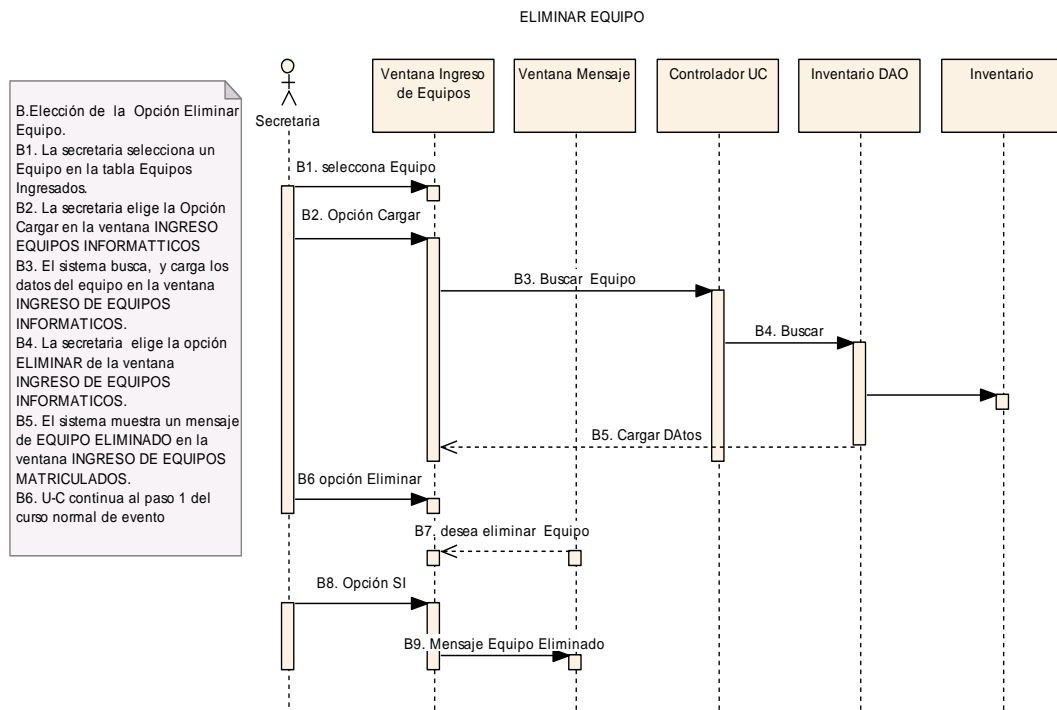 ELIMINAR EQUIPO
B.Elección de la Opción Eliminar
Equipo.
B1. La secretaria selecciona un
Equipo en la tabla Equipos
Ingresados.
B2. La secretaria elige la Opción
Cargar en la ventana INGRESO
EQUIPOS INFORMATTICOS
B3. El sistema busca, y carga los
datos del equipo en la ventana
INGRESO DE EQUIPOS
INFORMATICOS.
B4. La secretaria elige la opción
ELIMINAR de la ventana
INGRESO DE EQUIPOS
INFORMATICOS.
B5. El sistema muestra un mensaje
de EQUIPO ELIMINADO en la
ventana INGRESO DE EQUIPOS
MATRICULADOS.
B6. U-C continua al paso 1 del
curso normal de evento
Secretaria
Ventana Ingreso
de Equipos
Ventana Mensaje
Controlador UC
Inventario DAO
Inventario
B1. seleccona Equipo
B2. Opción Cargar
B3. Buscar Equipo
B4. Buscar
B5. Cargar DAtos
B6 opción Eliminar
B7. desea eliminar Equipo
B8. Opción SI
B9. Mensaje Equipo Eliminado